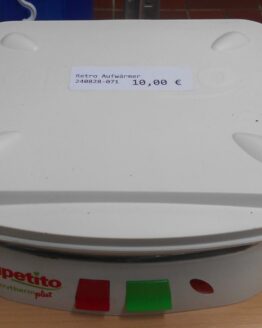 Retro Aufwärmer
240828-071 10,00 €
petito
plus